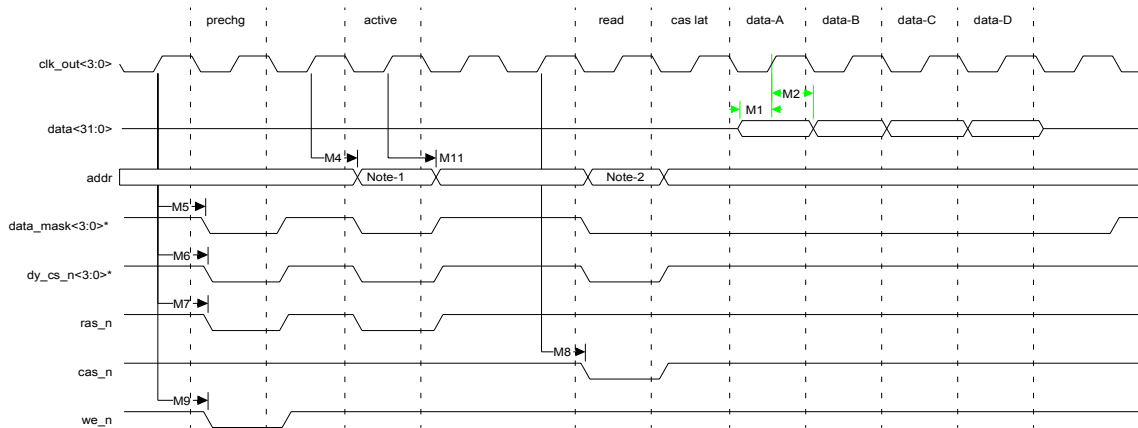 prechg active read cas lat data-A data-B data-C data-D
clk_out<3:0>
M2
M1
data<31:0>
M4 M11
addr Note-1 Note-2
M5
data_mask<3:0>*
M6
dy_cs_n<3:0>*
M7
ras_n
M8
cas_n
M9
we_n